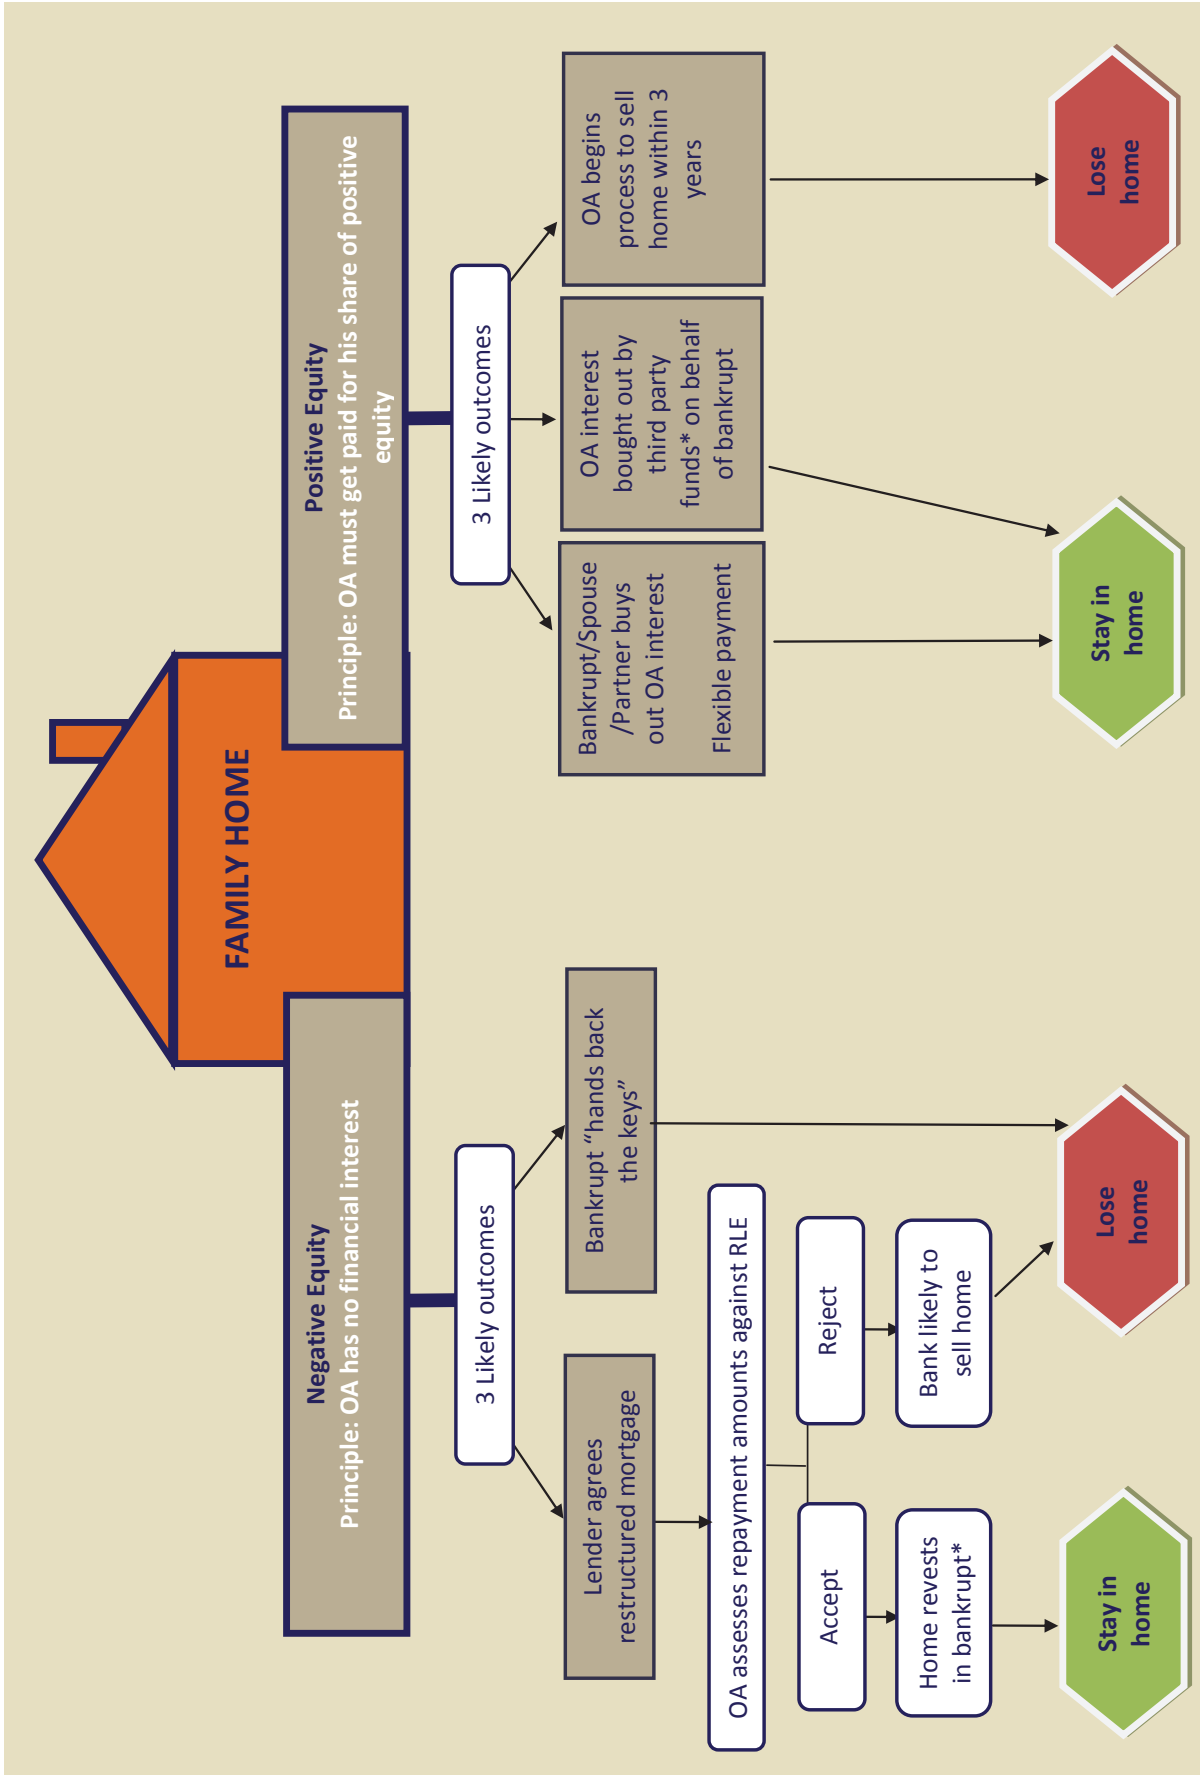 FAMILY HOME
Negative Equity
Principle: OA has no financial interest
3 Likely outcomes
Lender agrees
restructured mortgage
Bankrupt “hands back
the keys”
OA assesses repayment amounts against RLE
Accept
Reject
Home revests
in bankrupt*
Bank likely to
sell home
Stay in
home
Lose
home
Positive Equity
Principle: OA must get paid for his share of positive
equity
3 Likely outcomes
Bankrupt/Spouse
/Partner buys
out OA interest
Flexible payment
OA interest
bought out by
third party
funds* on behalf
of bankrupt
OA begins
process to sell
home within 3
years
Stay in
home
Lose
home